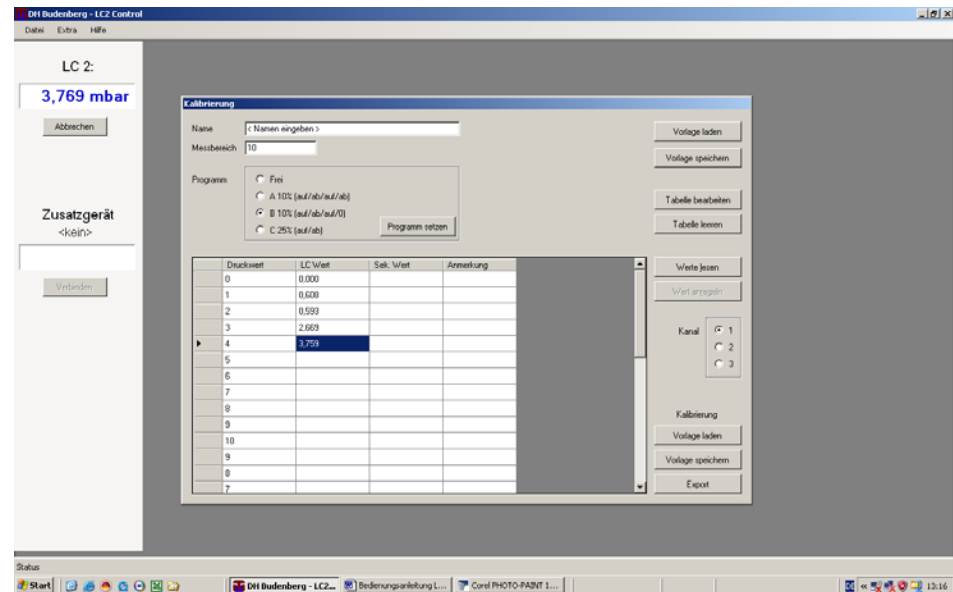 DH Budenberg - LC2 Control
Datei Extra Hilfe
LC 2:
3,769 mbar
Abbrechen
Zusatzgerät
<kein>
Verbinden
Kalibrierung
Name < Namen eingeben >
Messbereich 10
Programm
Frei
A 10% (auf/ab/auf/ab)
B 10% (auf/ab/auf/0)
C 25% (auf/ab)
Programm setzen
Vorlage laden
Vorlage speichern
Tabelle bearbeiten
Tabelle leeren
Druckwert LC Wert Sek. Wert Anmerkung
0 0,000
1 0,608
2 0,593
3 2,669
4 3,759
5
6
7
8
9
10
9
8
7
Werte lesen
Wert anregeln
Kanal
1
2
3
Kalibrierung
Vorlage laden
Vorlage speichern
Export
Status
Start
DH Budenberg - LC2...
Bedienungsanleitung L...
Corel PHOTO-PAINT 1...
13:16